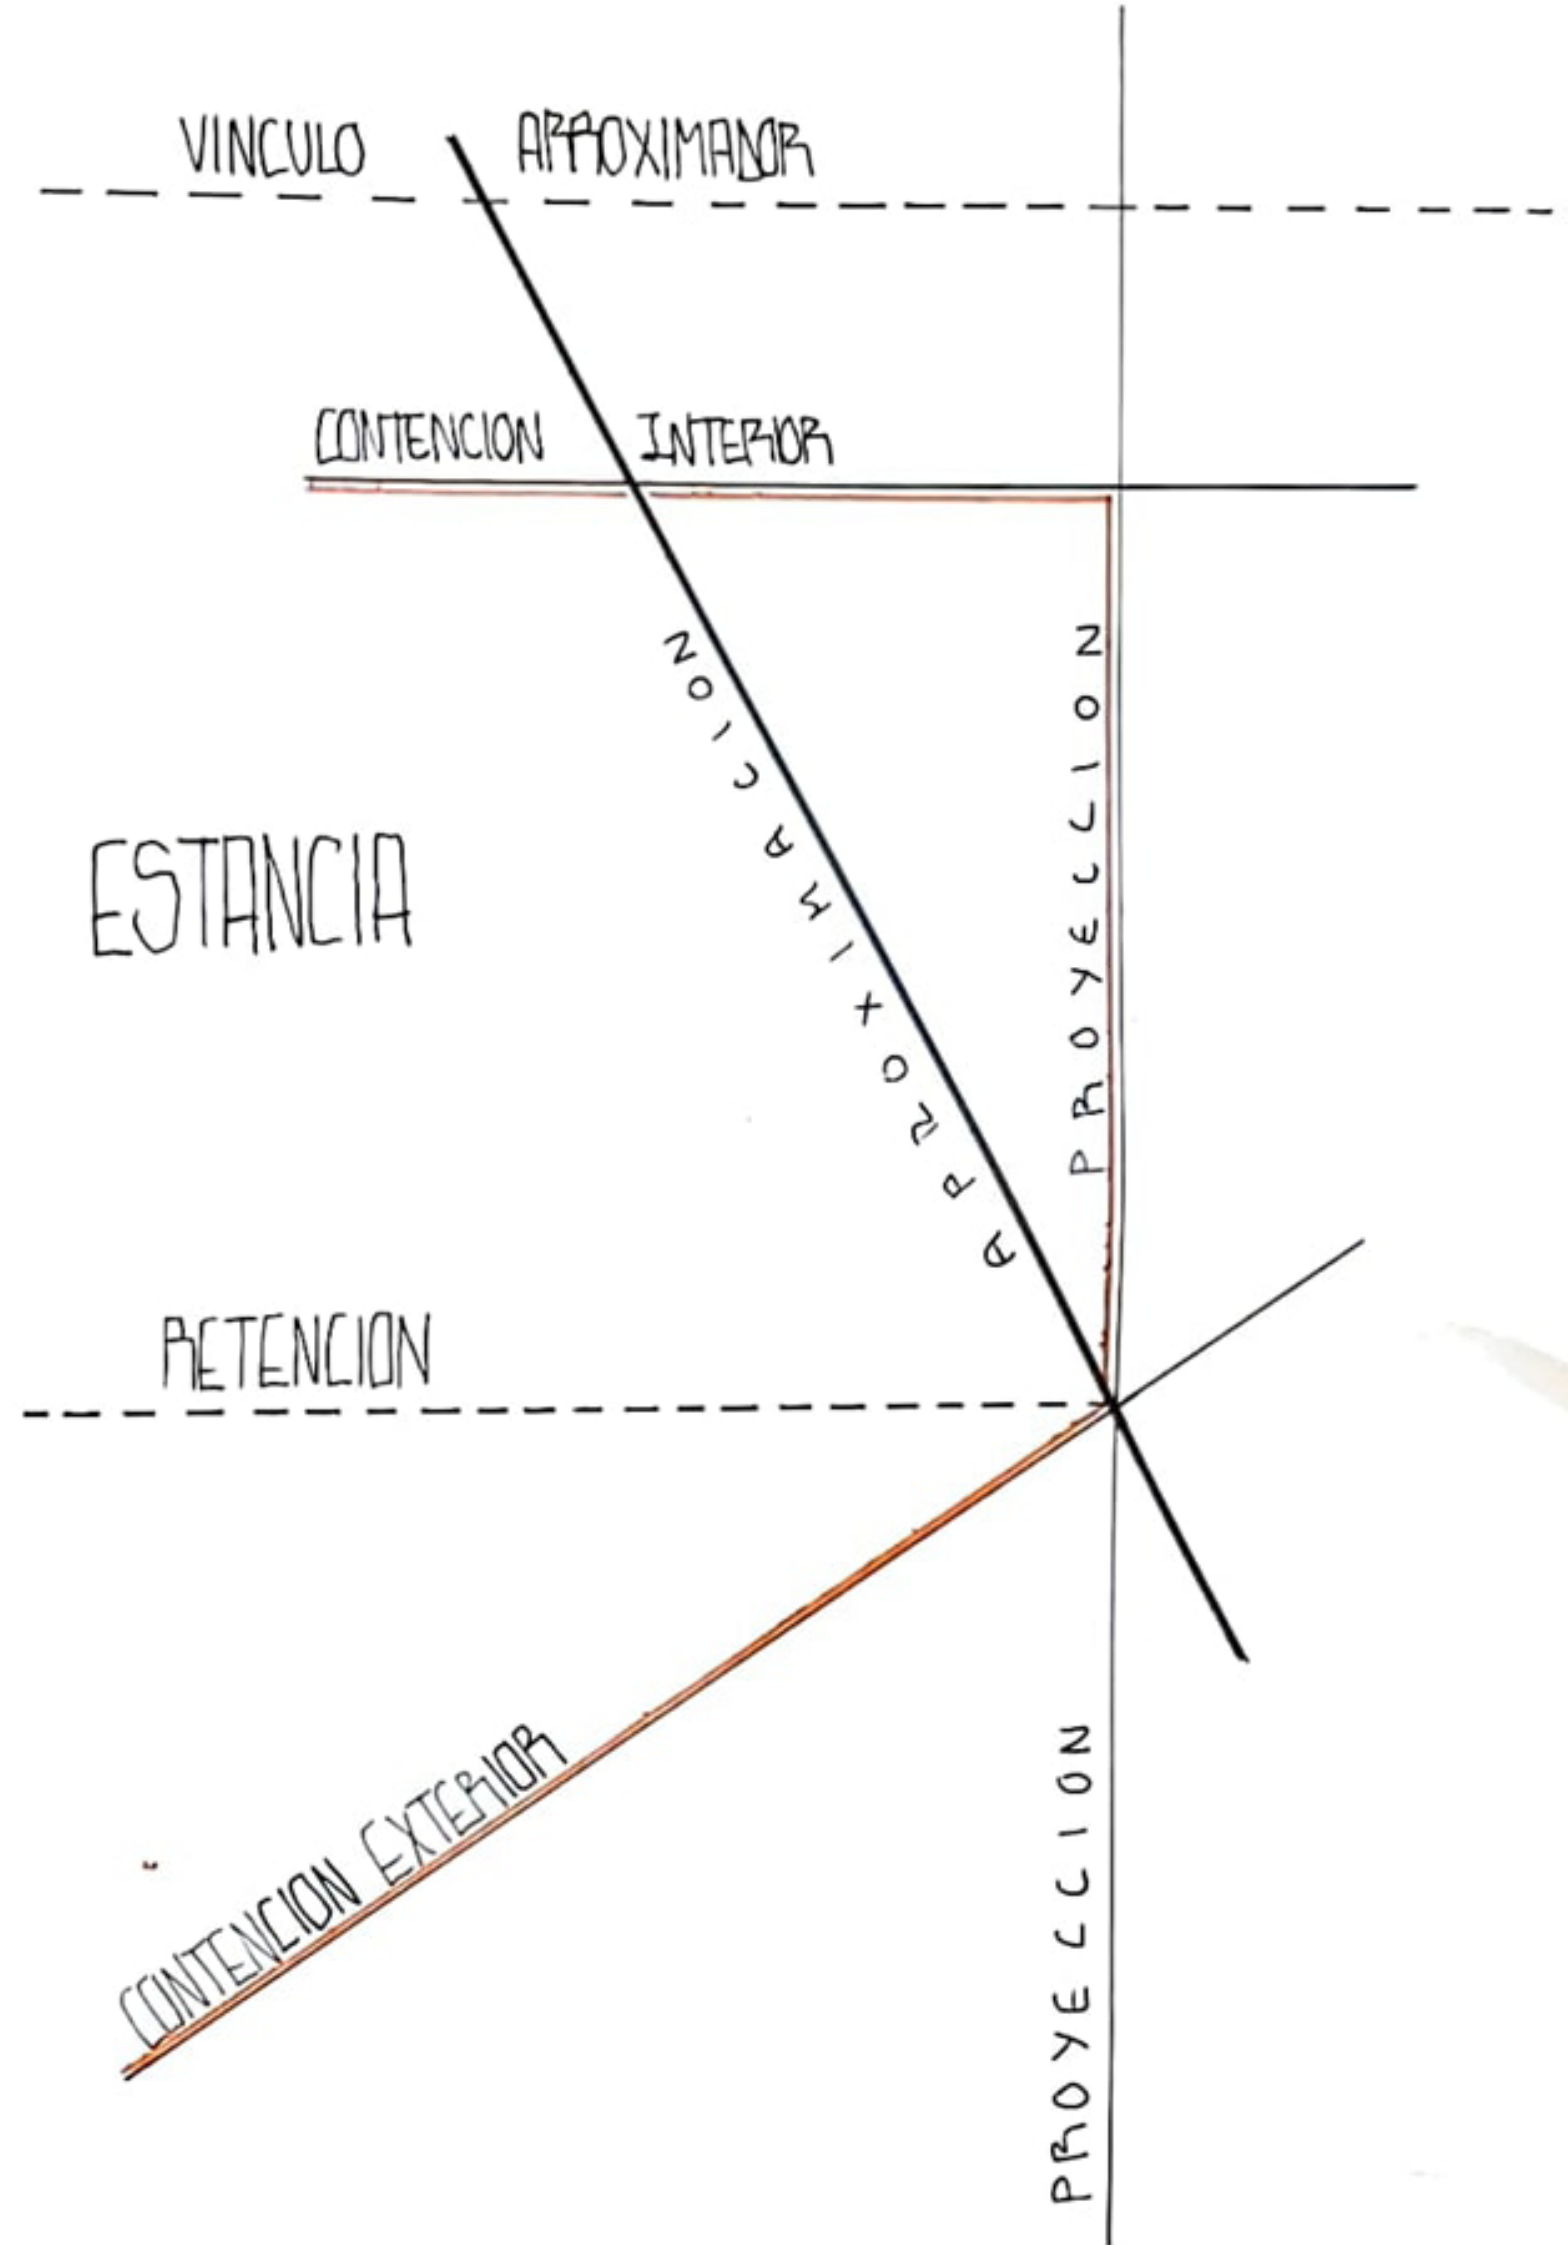 VINCULO APROXIMADOR
CONTENCION INTERIOR
APROXIMACION
PROYECCION
ESTANCIA
RETENCION
CONTENCION EXTERIOR
PROYECCION